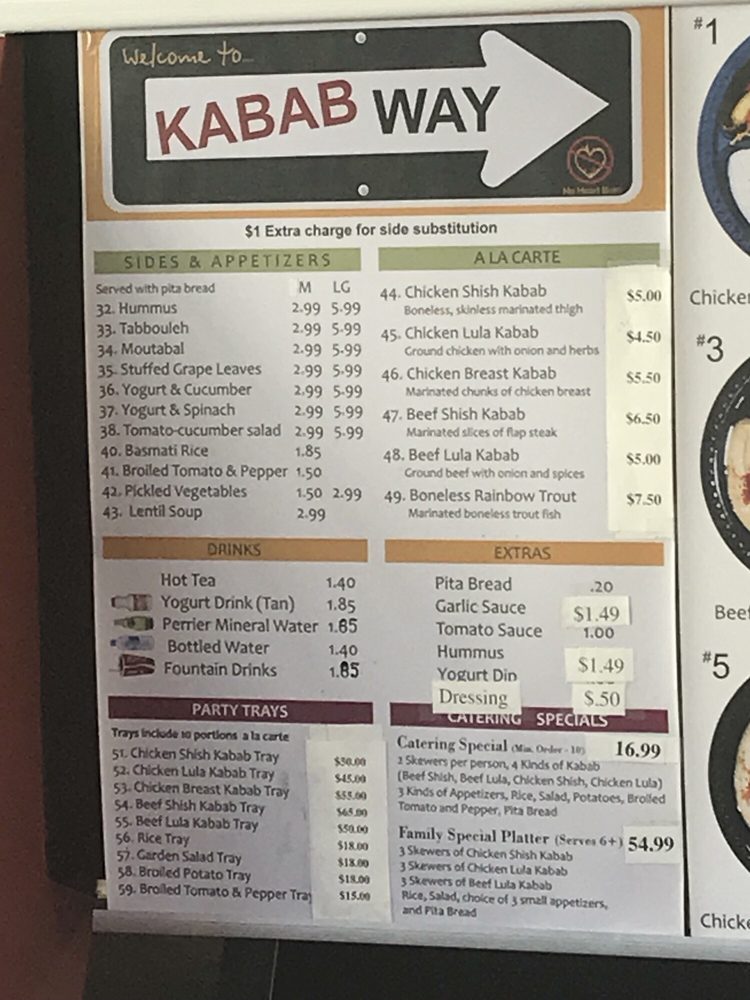 Welcome to...
KABAB WAY
No Heart Burn
$1 Extra charge for side substitution
SIDES & APPETIZERS
Served with pita bread M LG
32. Hummus 2.99 5.99
33. Tabbouleh 2.99 5.99
34. Moutabal 2.99 5.99
35. Stuffed Grape Leaves 2.99 5.99
36. Yogurt & Cucumber 2.99 5.99
37. Yogurt & Spinach 2.99 5.99
38. Tomato-cucumber salad 2.99 5.99
40. Basmati Rice 1.85
41. Broiled Tomato & Pepper 1.50
42. Pickled Vegetables 1.50 2.99
43. Lentil Soup 2.99
A LA CARTE
44. Chicken Shish Kabab $5.00
Boneless, skinless marinated thigh
45. Chicken Lula Kabab $4.50
Ground chicken with onion and herbs
46. Chicken Breast Kabab $5.50
Marinated chunks of chicken breast
47. Beef Shish Kabab $6.50
Marinated slices of flap steak
48. Beef Lula Kabab $5.00
Ground beef with onion and spices
49. Boneless Rainbow Trout $7.50
Marinated boneless trout fish
DRINKS
Hot Tea 1.40
Yogurt Drink (Tan) 1.85
Perrier Mineral Water 1.85
Bottled Water 1.40
Fountain Drinks 1.85
EXTRAS
Pita Bread .20
Garlic Sauce $1.49
Tomato Sauce 1.00
Hummus
Yogurt Dip $1.49
Dressing $.50
PARTY TRAYS
Trays include 10 portions a la carte
51. Chicken Shish Kabab Tray $50.00
52. Chicken Lula Kabab Tray $45.00
53. Chicken Breast Kabab Tray $55.00
54. Beef Shish Kabab Tray $65.00
55. Beef Lula Kabab Tray $50.00
56. Rice Tray $18.00
57. Garden Salad Tray $18.00
58. Broiled Potato Tray $18.00
59. Broiled Tomato & Pepper Tra $15.00
CATERING SPECIALS
Catering Special (Min. Order - 10) 16.99
2 Skewers per person, 4 Kinds of Kabab
(Beef Shish, Beef Lula, Chicken Shish, Chicken Lula)
3 Kinds of Appetizers, Rice, Salad, Potatoes, Broiled
Tomato and Pepper, Pita Bread
Family Special Platter (Serves 6+) 54.99
3 Skewers of Chicken Shish Kabab
3 Skewers of Chicken Lula Kabab
3 Skewers of Beef Lula Kabab
Rice, Salad, choice of 3 small appetizers,
and Pita Bread
#1
Chicken
#3
Beef
#5
Chicke